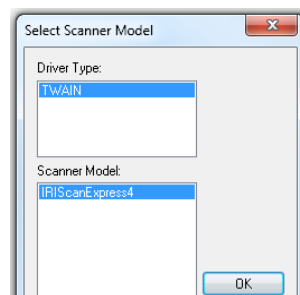 Select Scanner Model
Driver Type:
TWAIN
Scanner Model:
IRIScanExpress4
OK